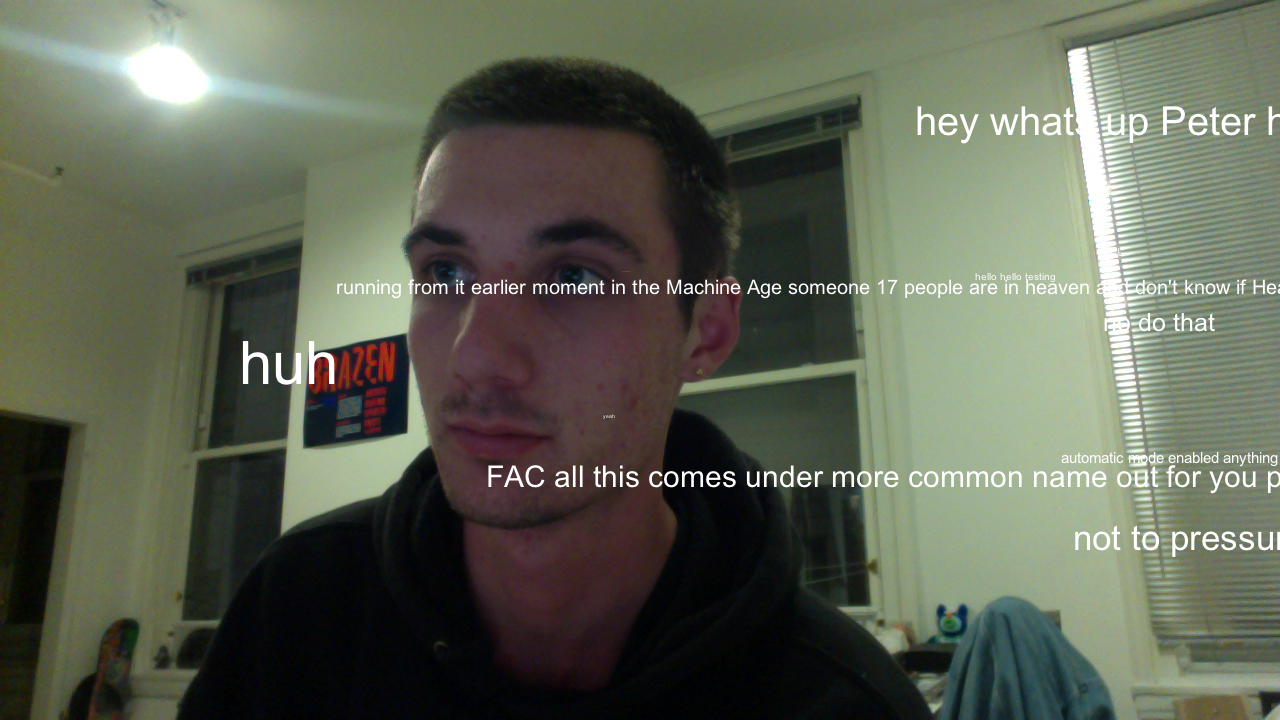 hey whats up Peter h
hello hello testing
running from it earlier moment in the Machine Age someone 17 people are in heaven and don't know if Hea
no do that
huh
BRAZEN
yeah
automatic mode enabled anything
FAC all this comes under more common name out for you p
not to pressur